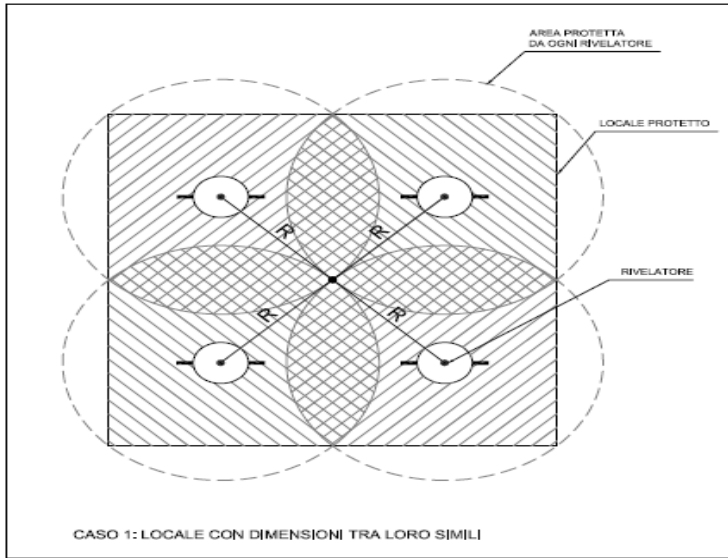 AREA PROTETTA
DA OGNI RIVELATORE
LOCALE PROTETTO
R
R
RIVELATORE
R
R
CASO 1: LOCALE CON DIMENSIONI TRA LORO SIMILI